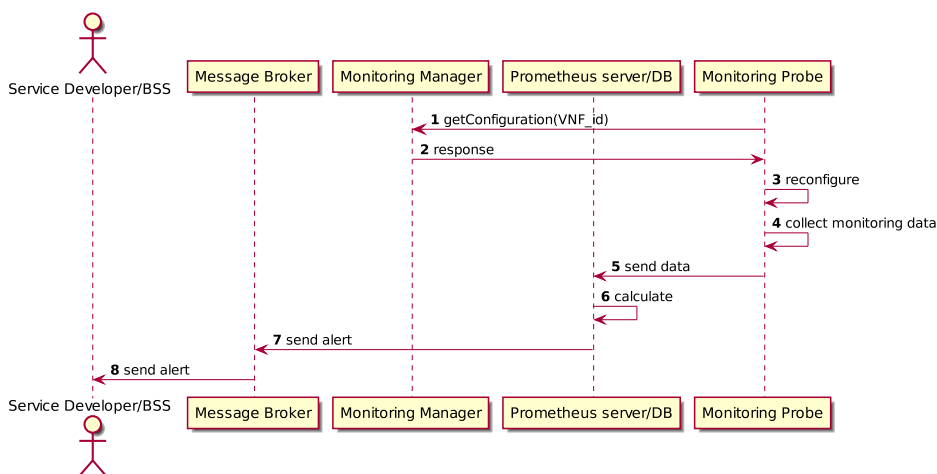 Service Developer/BSS
Message Broker
Monitoring Manager
Prometheus server/DB
Monitoring Probe
1 getConfiguration(VNF_id)
2 response
3 reconfigure
4 collect monitoring data
5 send data
6 calculate
7 send alert
8 send alert
Service Developer/BSS
Message Broker
Monitoring Manager
Prometheus server/DB
Monitoring Probe